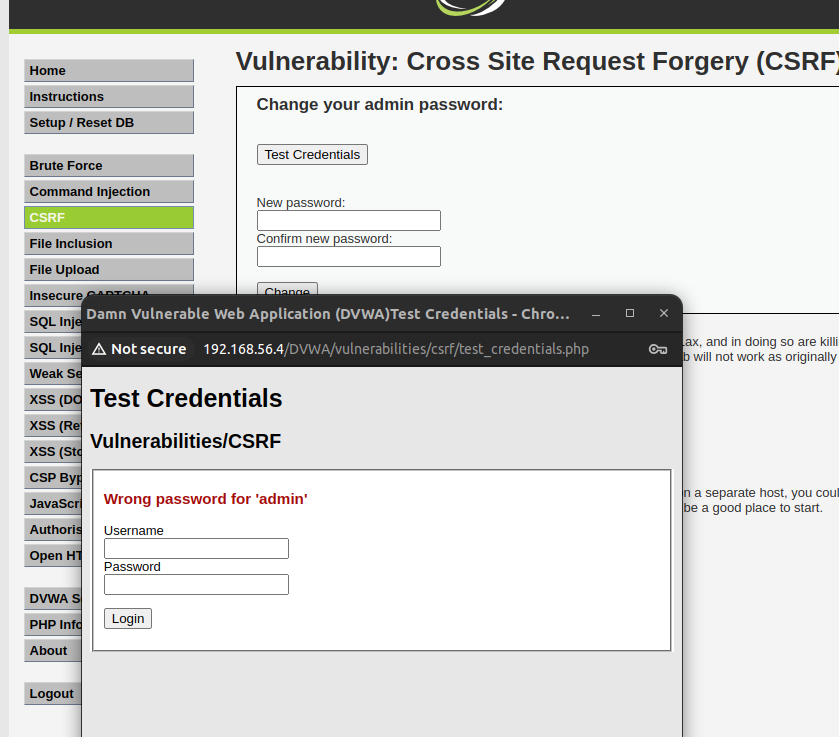 Vulnerability: Cross Site Request Forgery (CSRF)
Home
Instructions
Setup / Reset DB
Brute Force
Command Injection
CSRF
File Inclusion
File Upload
Insecure CAPTCHA
SQL Inje
SQL Inje
Weak Se
XSS (DO
XSS (Re
XSS (Sto
CSP Byp
JavaScri
Authoris
Open HT
DVWA S
PHP Info
About
Logout
Change your admin password:
Test Credentials
New password:
Confirm new password:
Change
ax, and in doing so are killi
b will not work as originally
n a separate host, you coul
be a good place to start.
Damn Vulnerable Web Application (DVWA)Test Credentials - Chro...
Not secure 192.168.56.4/DVWA/vulnerabilities/csrf/test_credentials.php
Test Credentials
Vulnerabilities/CSRF
Wrong password for 'admin'
Username
Password
Login